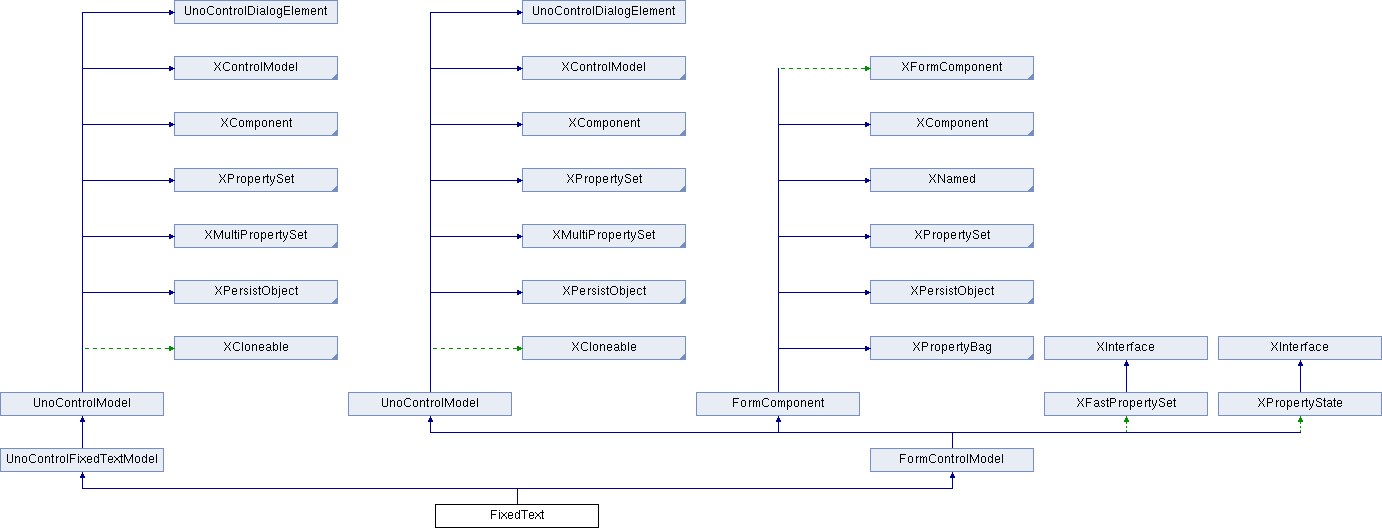 UnoControlDialogElement UnoControlDialogElement
XControlModel XControlModel XFormComponent
XComponent XComponent XComponent
XPropertySet XPropertySet XNamed
XMultiPropertySet XMultiPropertySet XPropertySet
XPersistObject XPersistObject XPersistObject
XCloneable XCloneable XPropertyBag XInterface XInterface
UnoControlModel UnoControlModel FormComponent XFastPropertySet XPropertyState
UnoControlFixedTextModel FormControlModel
FixedText